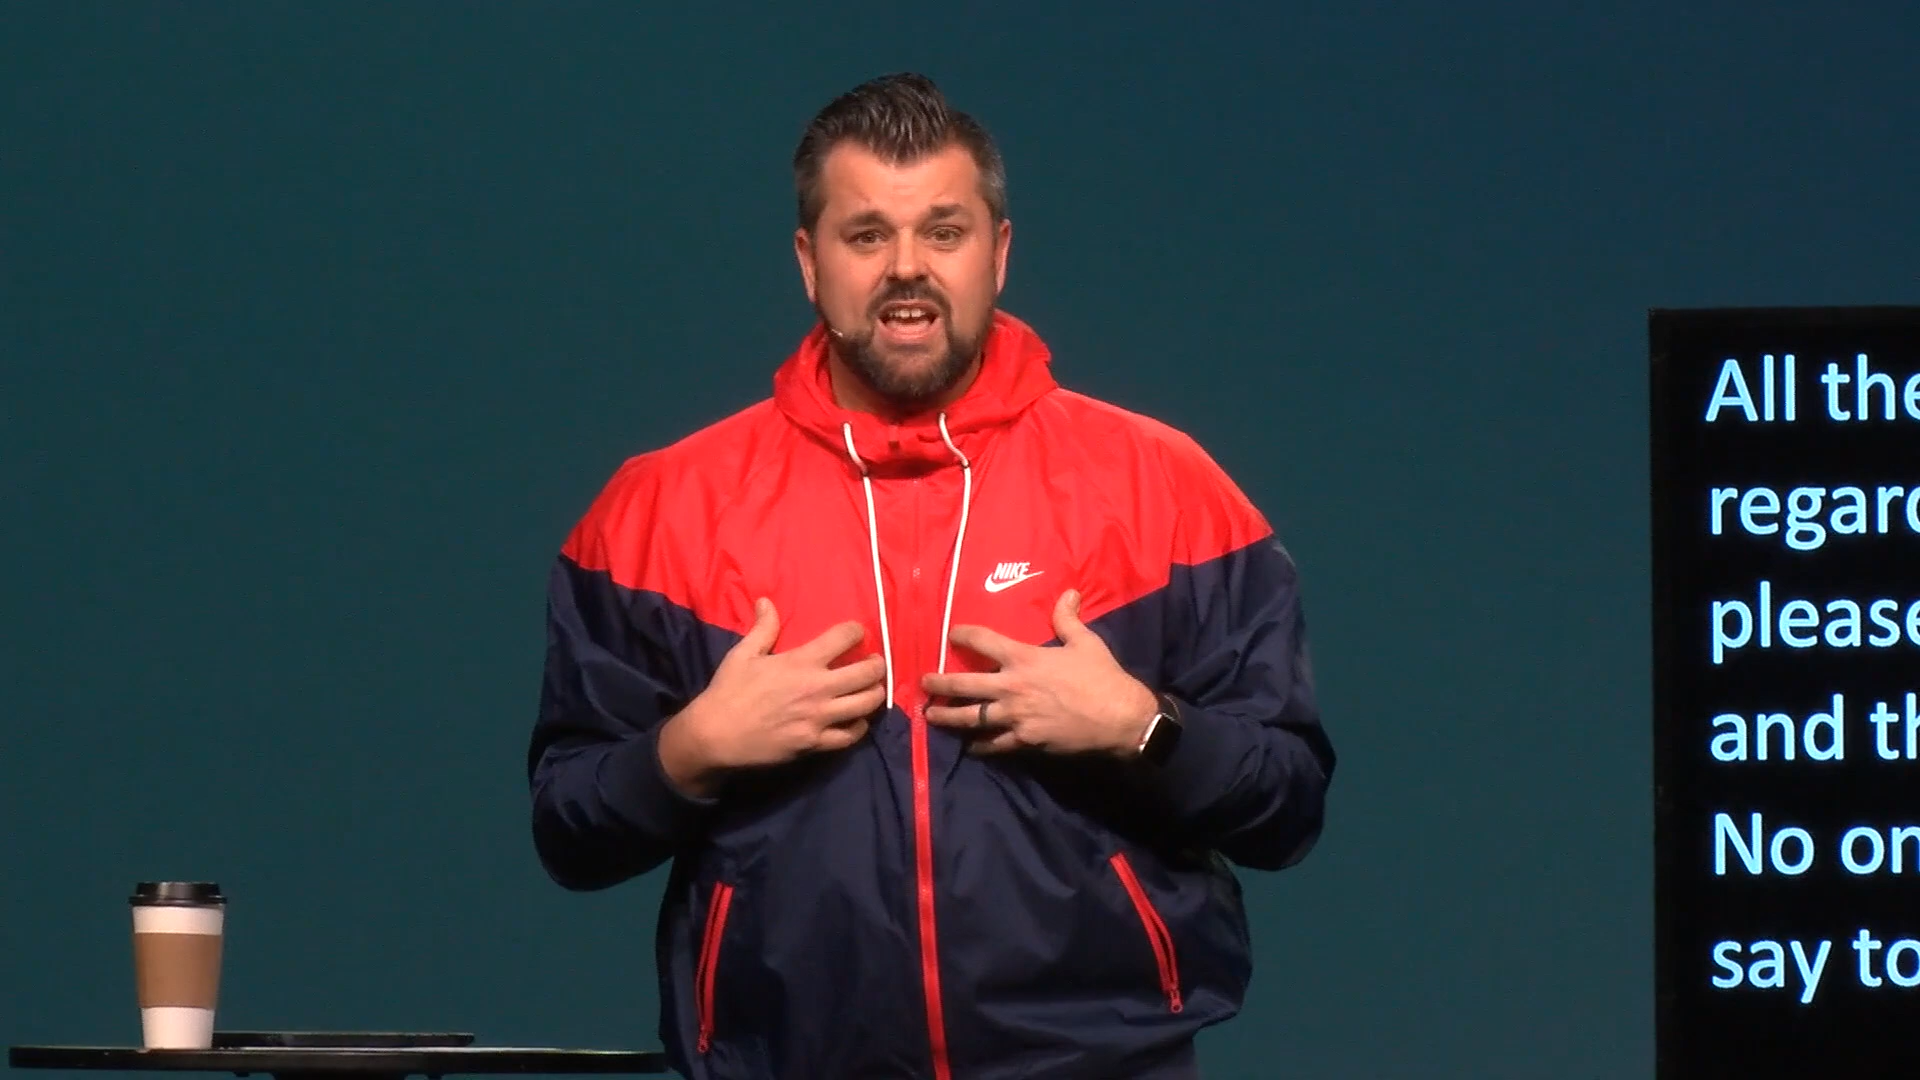 NIKE
All the
regard
please
and th
No on
say to